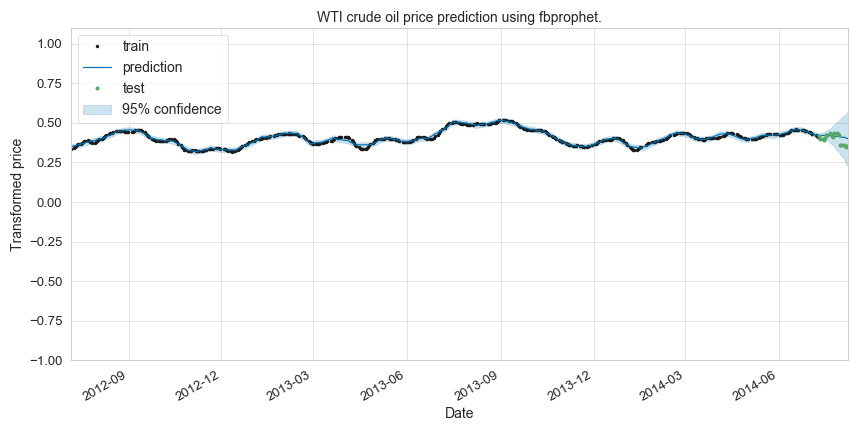 WTI crude oil price prediction using fbprophet.
train
prediction
test
95% confidence
1.00
0.75
0.50
0.25
0.00
−0.25
−0.50
−0.75
−1.00
Transformed price
2012-09
2012-12
2013-03
2013-06
2013-09
2013-12
2014-03
2014-06
Date